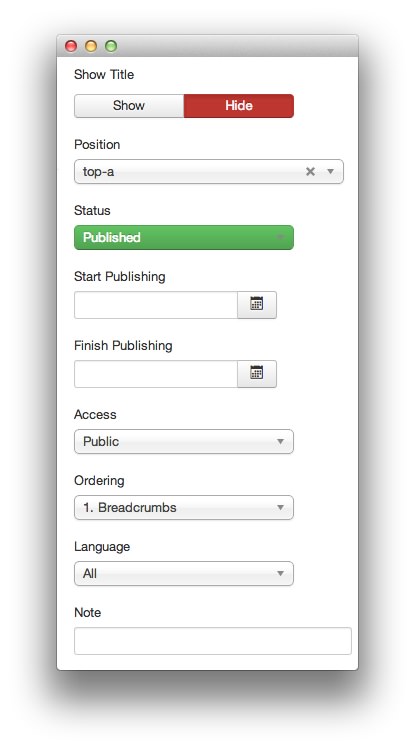 Show Title
Show Hide
Position
top-a
Status
Published
Start Publishing
Finish Publishing
Access
Public
Ordering
1. Breadcrumbs
Language
All
Note